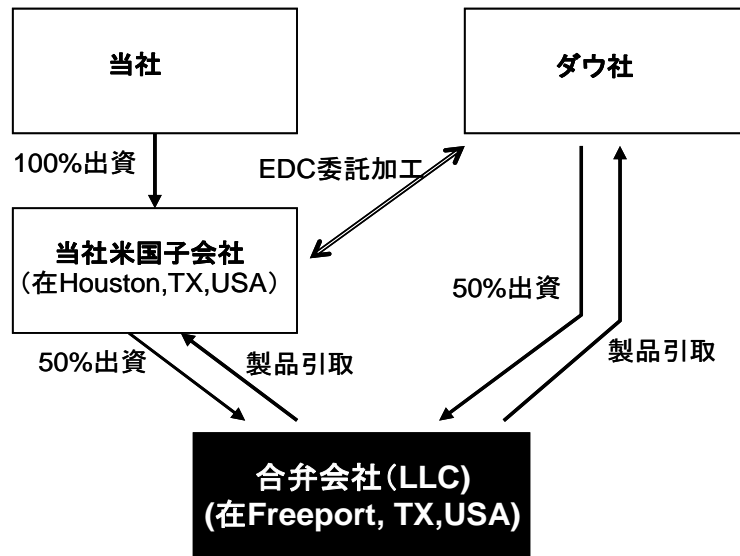 当社
ダウ社
100%出資
EDC委託加工
当社米国子会社
(在Houston,TX,USA)
50%出資
50%出資
製品引取
製品引取
合弁会社(LLC)
(在Freeport, TX,USA)